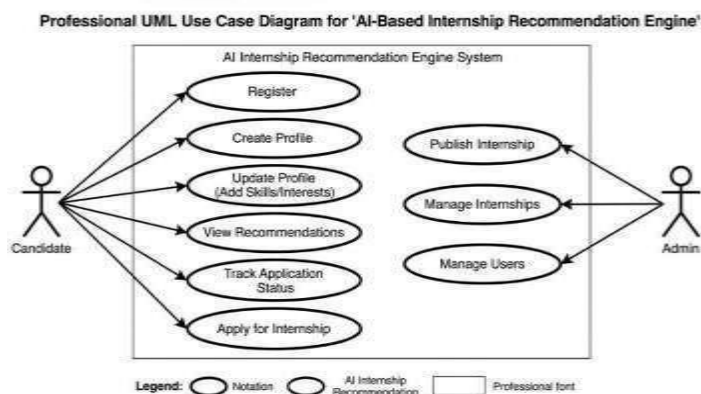 Professional UML Use Case Diagram for 'AI-Based Internship Recommendation Engine'
AI Internship Recommendation Engine System
Register
Create Profile
Update Profile
(Add Skills/Interests)
View Recommendations
Track Application
Status
Apply for Internship
Publish Internship
Manage Internships
Manage Users
Candidate
Admin
Legend:
Notation
AI Internship
Recommendation
Professional font